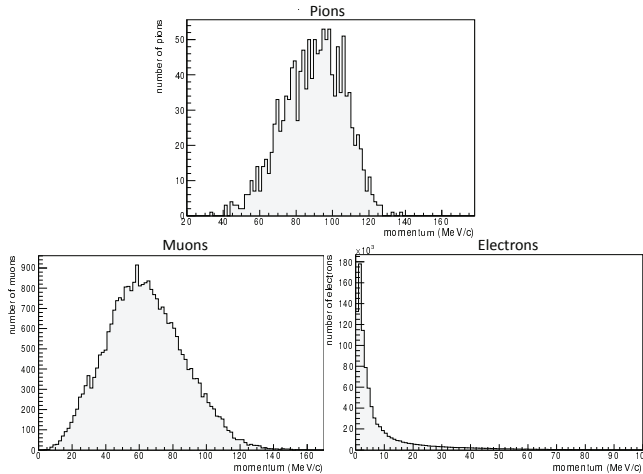 Pions
number of pions
50
40
30
20
10
0
20 40 60 80 100 120 140 160
momentum (MeV/c)
Muons
number of muons
900
800
700
600
500
400
300
200
100
0
0 20 40 60 80 100 120 140 160
momentum (MeV/c)
Electrons
×10³
number of electrons
180
160
140
120
100
80
60
40
20
0
0 10 20 30 40 50 60 70 80 90 100
momentum (MeV/c)